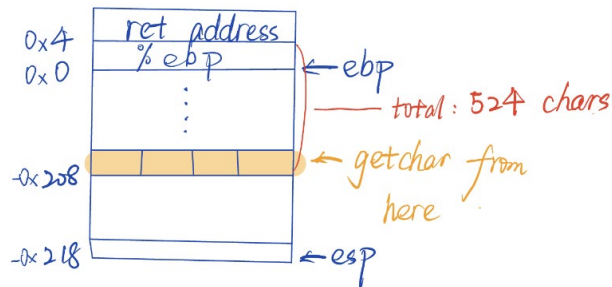 ret address
0x4
% ebp
0x0
← ebp
total: 524 chars
-0x208
← getchar from
here
-0x218
← esp